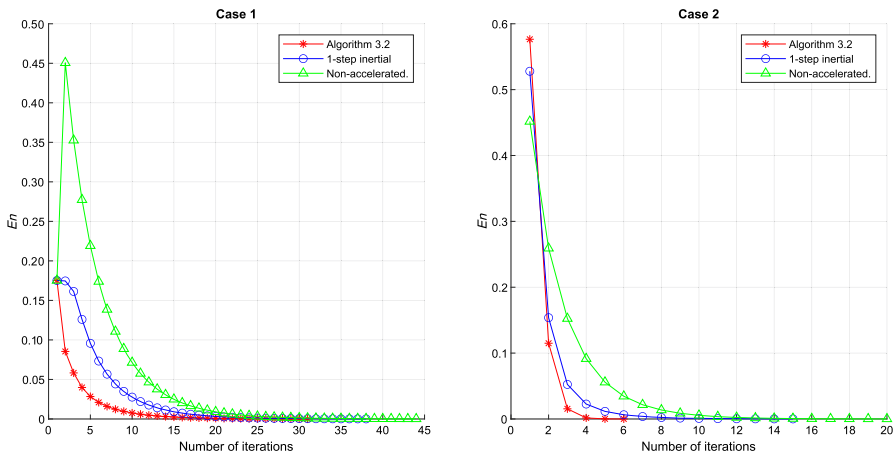 Case 1
0.50
0.45
0.40
0.35
0.30
0.25
0.20
0.15
0.10
0.05
0
En
0 5 10 15 20 25 30 35 40 45
Number of iterations
Algorithm 3.2
1-step inertial
Non-accelerated.
Case 2
0.6
0.5
0.4
0.3
0.2
0.1
0
En
0 2 4 6 8 10 12 14 16 18 20
Number of iterations
Algorithm 3.2
1-step inertial
Non-accelerated.